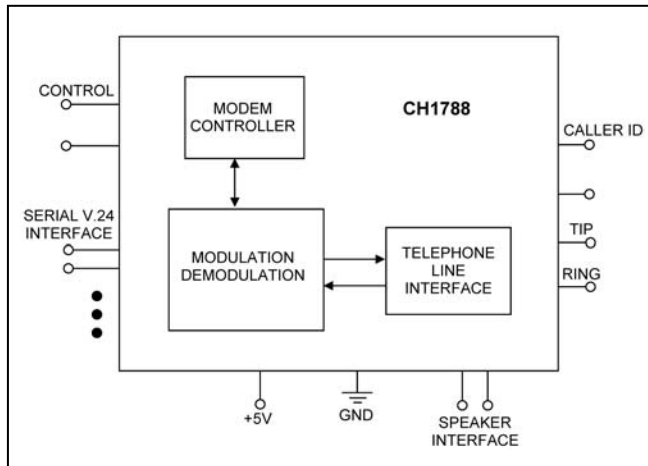 CONTROL
MODEM
CONTROLLER
CH1788
CALLER ID
SERIAL V.24
INTERFACE
MODULATION
DEMODULATION
TELEPHONE
LINE
INTERFACE
TIP
RING
+5V
GND
SPEAKER
INTERFACE